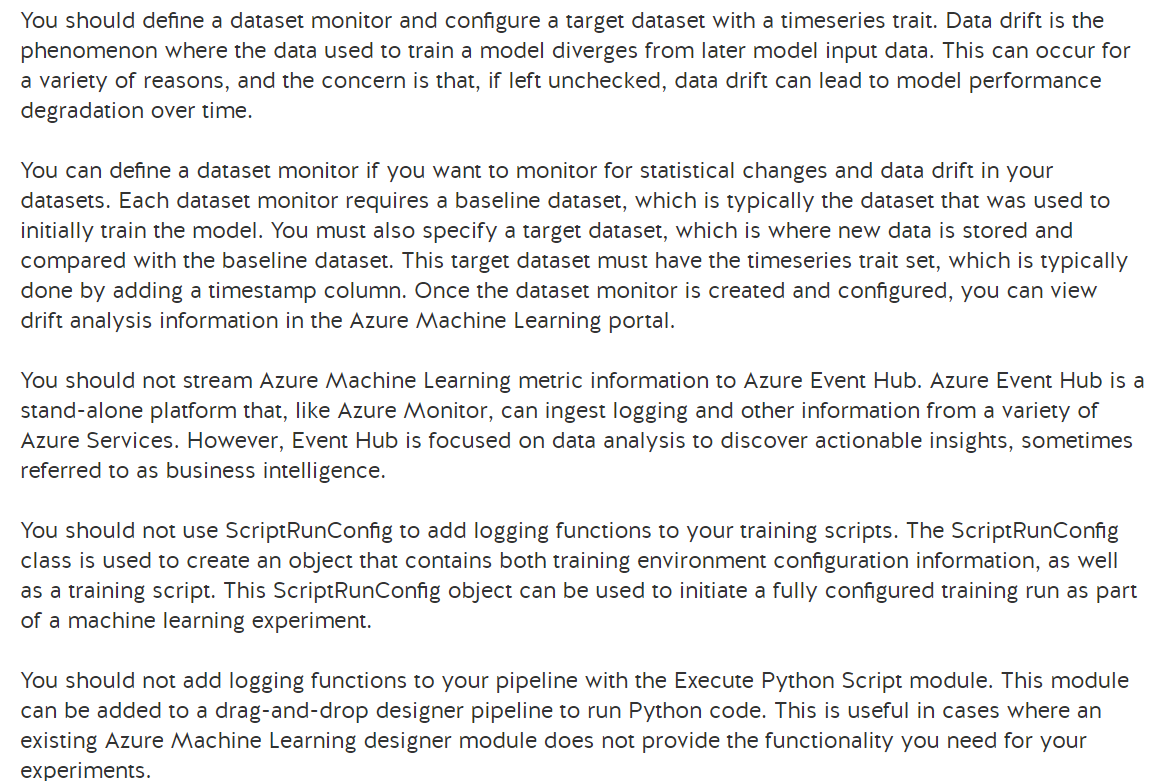 You should define a dataset monitor and configure a target dataset with a timeseries trait. Data drift is the
phenomenon where the data used to train a model diverges from later model input data. This can occur for
a variety of reasons, and the concern is that, if left unchecked, data drift can lead to model performance
degradation over time.
You can define a dataset monitor if you want to monitor for statistical changes and data drift in your
datasets. Each dataset monitor requires a baseline dataset, which is typically the dataset that was used to
initially train the model. You must also specify a target dataset, which is where new data is stored and
compared with the baseline dataset. This target dataset must have the timeseries trait set, which is typically
done by adding a timestamp column. Once the dataset monitor is created and configured, you can view
drift analysis information in the Azure Machine Learning portal.
You should not stream Azure Machine Learning metric information to Azure Event Hub. Azure Event Hub is a
stand-alone platform that, like Azure Monitor, can ingest logging and other information from a variety of
Azure Services. However, Event Hub is focused on data analysis to discover actionable insights, sometimes
referred to as business intelligence.
You should not use ScriptRunConfig to add logging functions to your training scripts. The ScriptRunConfig
class is used to create an object that contains both training environment configuration information, as well
as a training script. This ScriptRunConfig object can be used to initiate a fully configured training run as part
of a machine learning experiment.
You should not add logging functions to your pipeline with the Execute Python Script module. This module
can be added to a drag-and-drop designer pipeline to run Python code. This is useful in cases where an
existing Azure Machine Learning designer module does not provide the functionality you need for your
experiments.